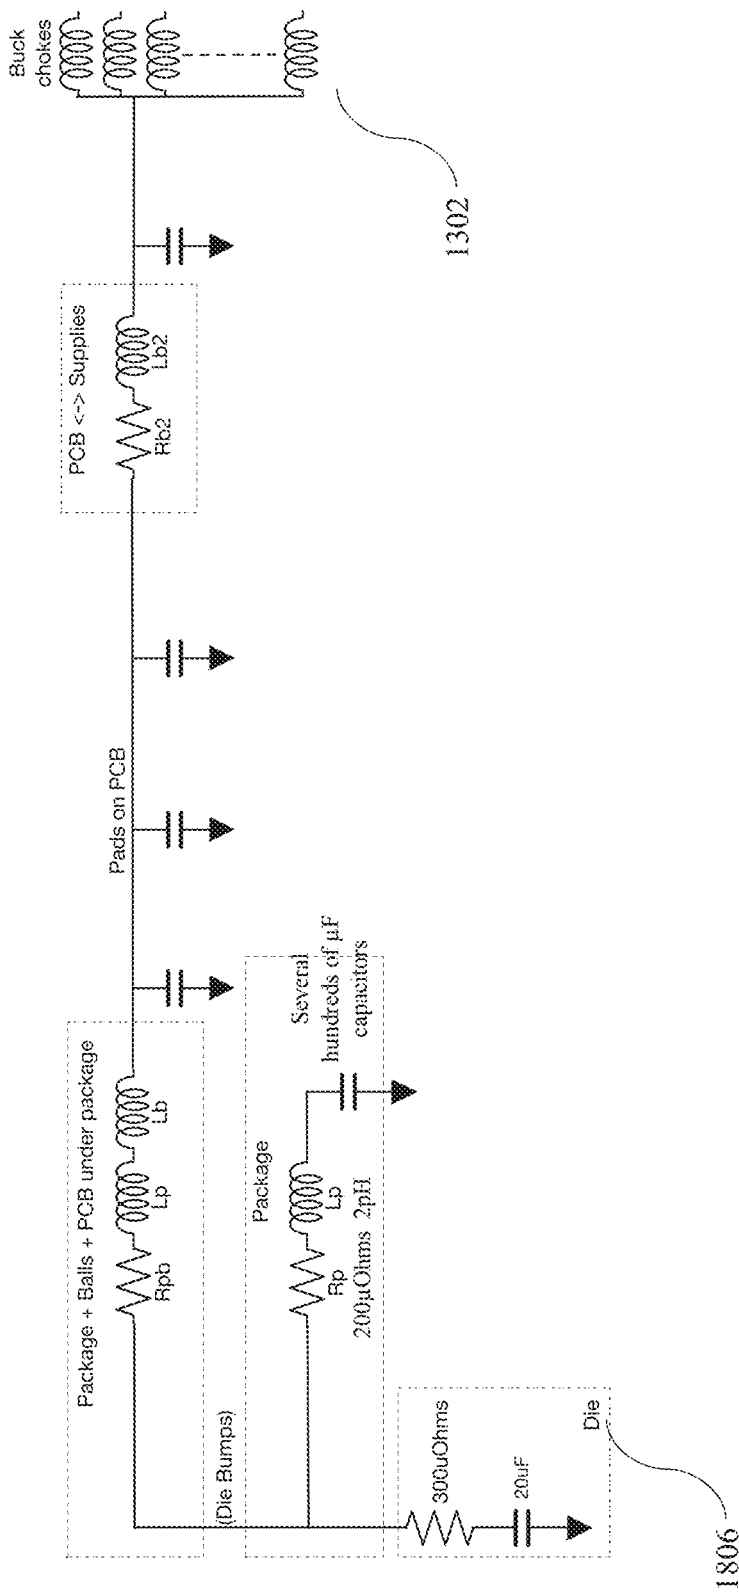 Buck
chokes
1302
PCB <-> Supplies
Rb2
Lb2
Pads on PCB
Package + Balls + PCB under package
Rpb
Lp
Lb
(Die Bumps)
Package
Rp
Lp
200µOhms 2pH
Several
hundreds of µF
capacitors
300uOhms
20uF
Die
1806